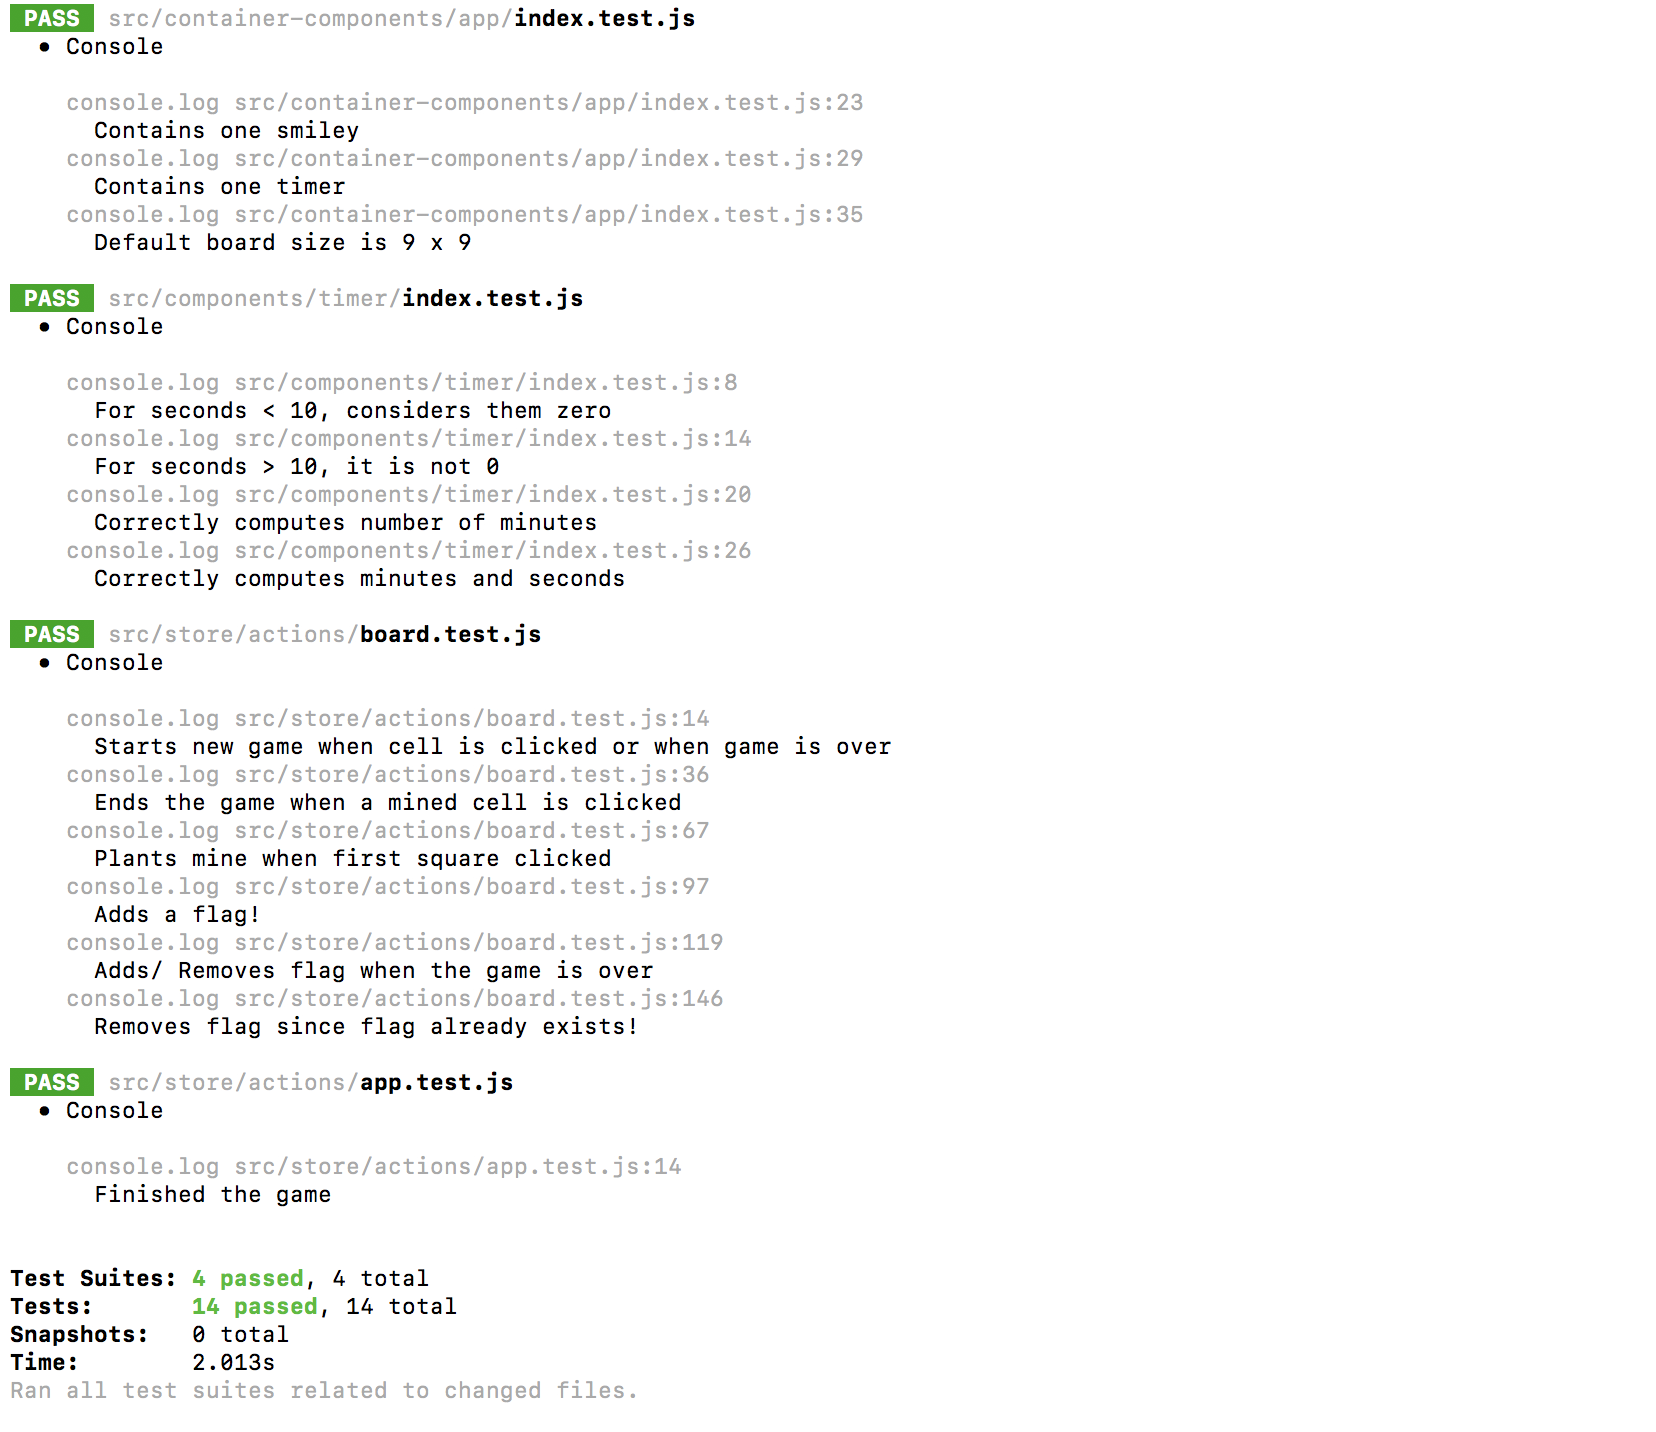 PASS src/container-components/app/index.test.js
• Console
console.log src/container-components/app/index.test.js:23
Contains one smiley
console.log src/container-components/app/index.test.js:29
Contains one timer
console.log src/container-components/app/index.test.js:35
Default board size is 9 x 9
PASS src/components/timer/index.test.js
• Console
console.log src/components/timer/index.test.js:8
For seconds < 10, considers them zero
console.log src/components/timer/index.test.js:14
For seconds > 10, it is not 0
console.log src/components/timer/index.test.js:20
Correctly computes number of minutes
console.log src/components/timer/index.test.js:26
Correctly computes minutes and seconds
PASS src/store/actions/board.test.js
• Console
console.log src/store/actions/board.test.js:14
Starts new game when cell is clicked or when game is over
console.log src/store/actions/board.test.js:36
Ends the game when a mined cell is clicked
console.log src/store/actions/board.test.js:67
Plants mine when first square clicked
console.log src/store/actions/board.test.js:97
Adds a flag!
console.log src/store/actions/board.test.js:119
Adds/ Removes flag when the game is over
console.log src/store/actions/board.test.js:146
Removes flag since flag already exists!
PASS src/store/actions/app.test.js
• Console
console.log src/store/actions/app.test.js:14
Finished the game
Test Suites: 4 passed, 4 total
Tests: 14 passed, 14 total
Snapshots: 0 total
Time: 2.013s
Ran all test suites related to changed files.